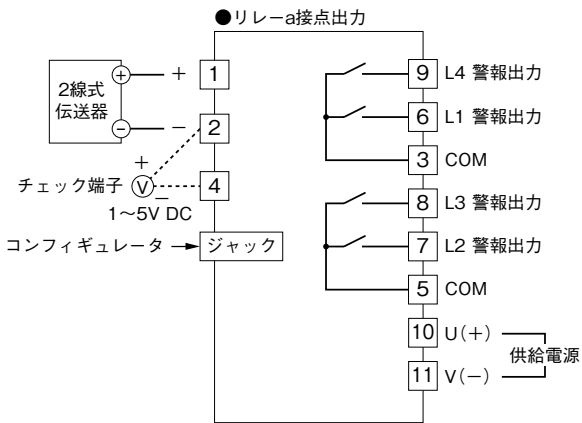 ●リレーa接点出力
2線式
伝送器
+
−
+ 1
− 2
チェック端子
+
V
−
1～5V DC
4
コンフィギュレータ
ジャック
9 L4 警報出力
6 L1 警報出力
3 COM
8 L3 警報出力
7 L2 警報出力
5 COM
10 U(+)
11 V(−)
供給電源